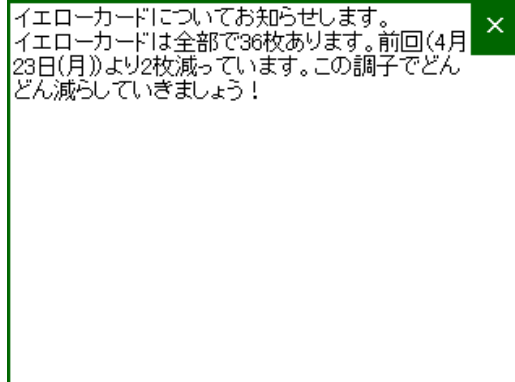 イエローカードについてお知らせします。
イエローカードは全部で36枚あります。前回(4月
23日(月))より2枚減っています。この調子でどん
どん減らしていきましょう！